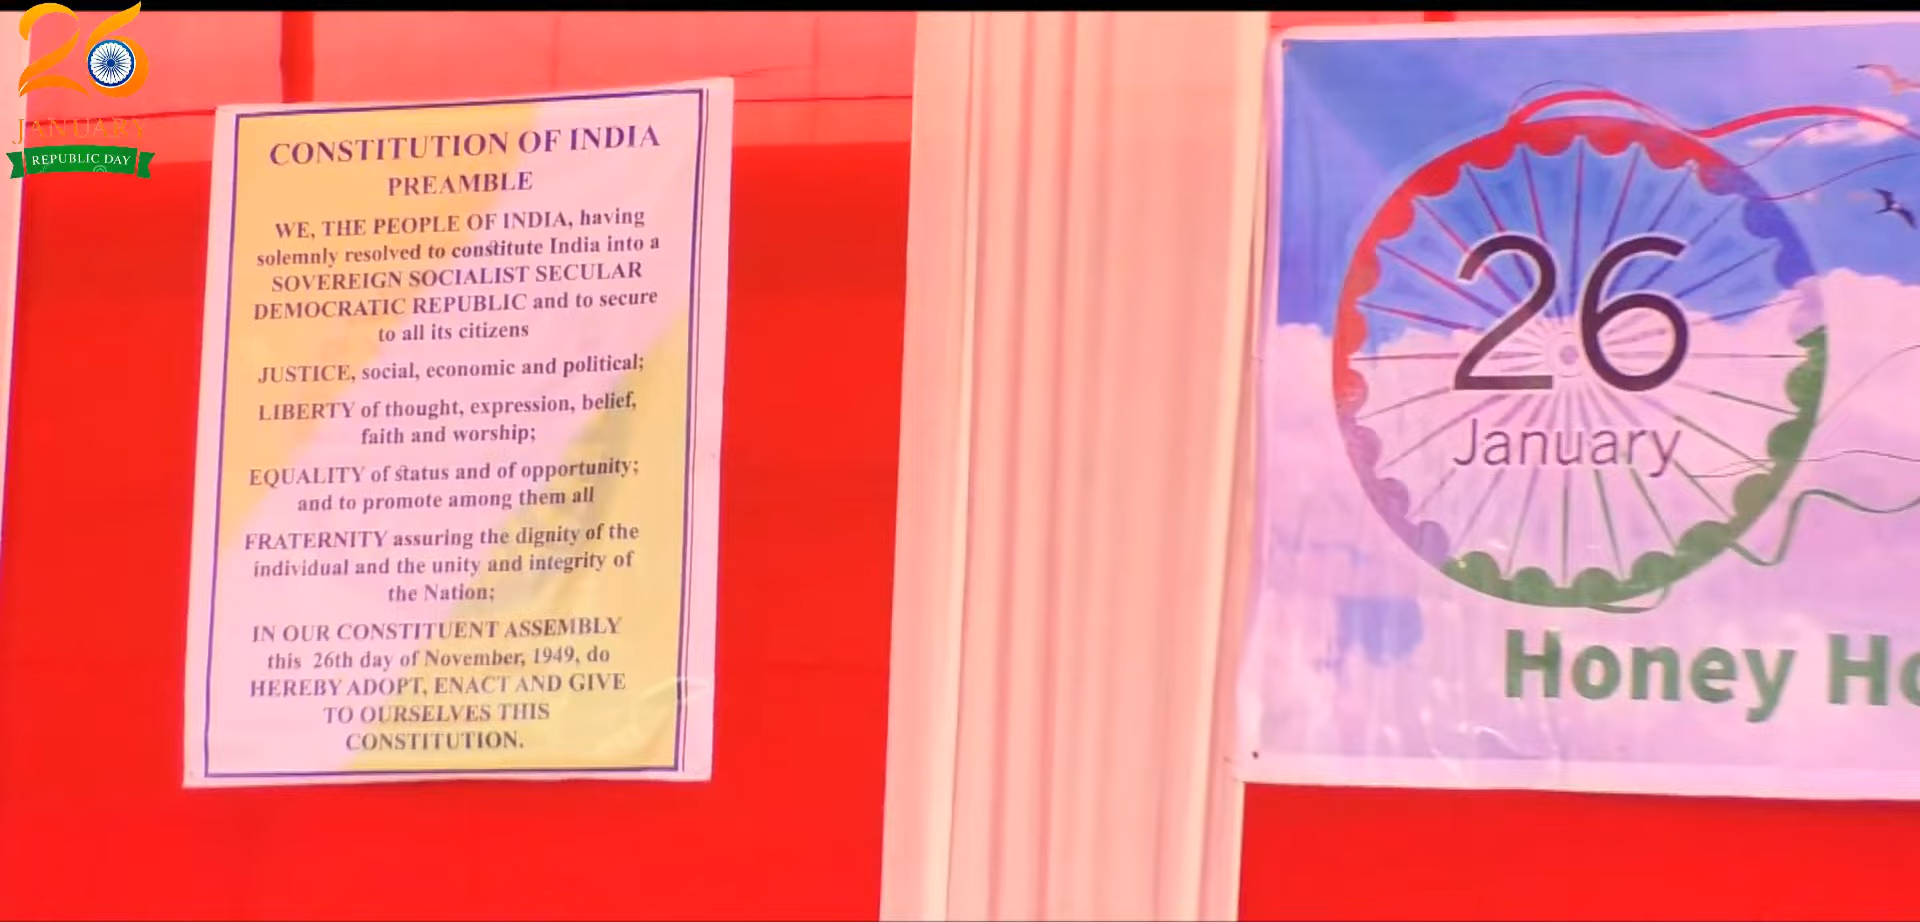 26
JANUARY
REPUBLIC DAY
CONSTITUTION OF INDIA
PREAMBLE
WE, THE PEOPLE OF INDIA, having
solemnly resolved to constitute India into a
SOVEREIGN SOCIALIST SECULAR
DEMOCRATIC REPUBLIC and to secure
to all its citizens
JUSTICE, social, economic and political;
LIBERTY of thought, expression, belief,
faith and worship;
EQUALITY of status and of opportunity;
and to promote among them all
FRATERNITY assuring the dignity of the
individual and the unity and integrity of
the Nation;
IN OUR CONSTITUENT ASSEMBLY
this 26th day of November, 1949, do
HEREBY ADOPT, ENACT AND GIVE
TO OURSELVES THIS
CONSTITUTION.
26
January
Honey